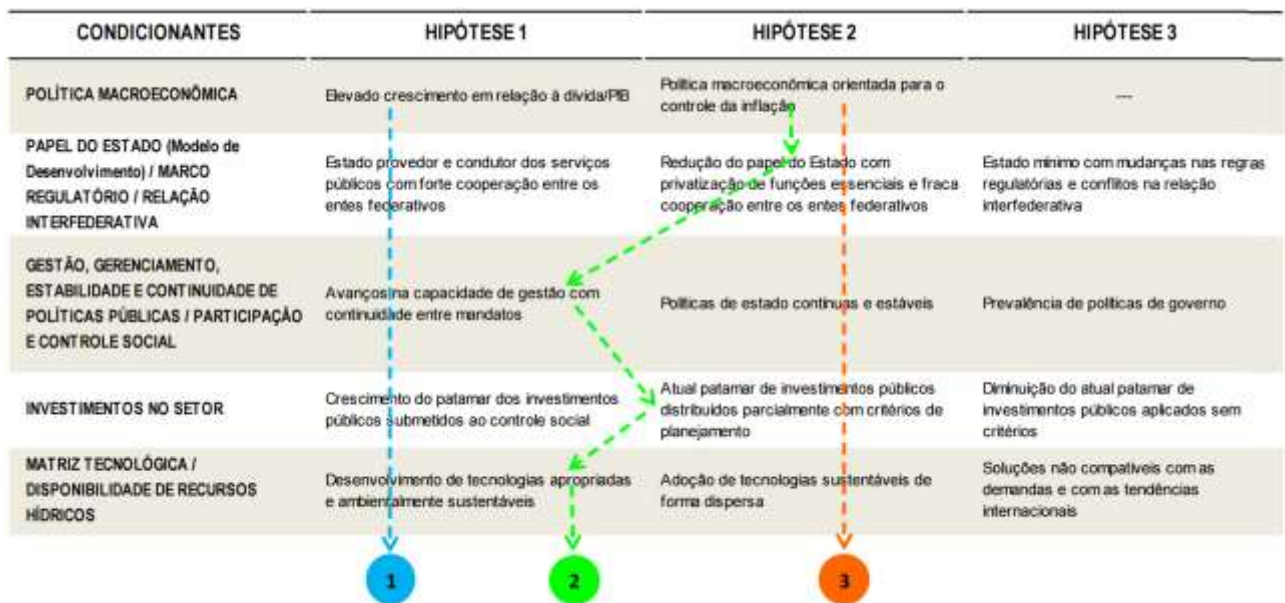 CONDICIONANTES HIPÓTESE 1 HIPÓTESE 2 HIPÓTESE 3
POLÍTICA MACROECONÔMICA
Elevado crescimento em relação à dívida/PIB
Política macroeconômica orientada para o
controle da inflação
---
PAPEL DO ESTADO (Modelo de
Desenvolvimento) / MARCO
REGULATÓRIO / RELAÇÃO
INTERFEDERATIVA
Estado provedor e condutor dos serviços
públicos com forte cooperação entre os
entes federativos
Redução do papel do Estado com
privatização de funções essenciais e fraca
cooperação entre os entes federativos
Estado mínimo com mudanças nas regras
regulatórias e conflitos na relação
interfederativa
GESTÃO, GERENCIAMENTO,
ESTABILIDADE E CONTINUIDADE DE
POLÍTICAS PÚBLICAS / PARTICIPAÇÃO
E CONTROLE SOCIAL
Avanços na capacidade de gestão com
continuidade entre mandatos
Políticas de estado contínuas e estáveis
Prevalência de políticas de governo
INVESTIMENTOS NO SETOR
Crescimento do patamar dos investimentos
públicos submetidos ao controle social
Atual patamar de investimentos públicos
distribuídos parcialmente com critérios de
planejamento
Diminuição do atual patamar de
investimentos públicos aplicados sem
critérios
MATRIZ TECNOLÓGICA /
DISPONIBILIDADE DE RECURSOS
HÍDRICOS
Desenvolvimento de tecnologias apropriadas
e ambientalmente sustentáveis
Adoção de tecnologias sustentáveis de
forma dispersa
Soluções não compatíveis com as
demandas e com as tendências
internacionais
1 2 3